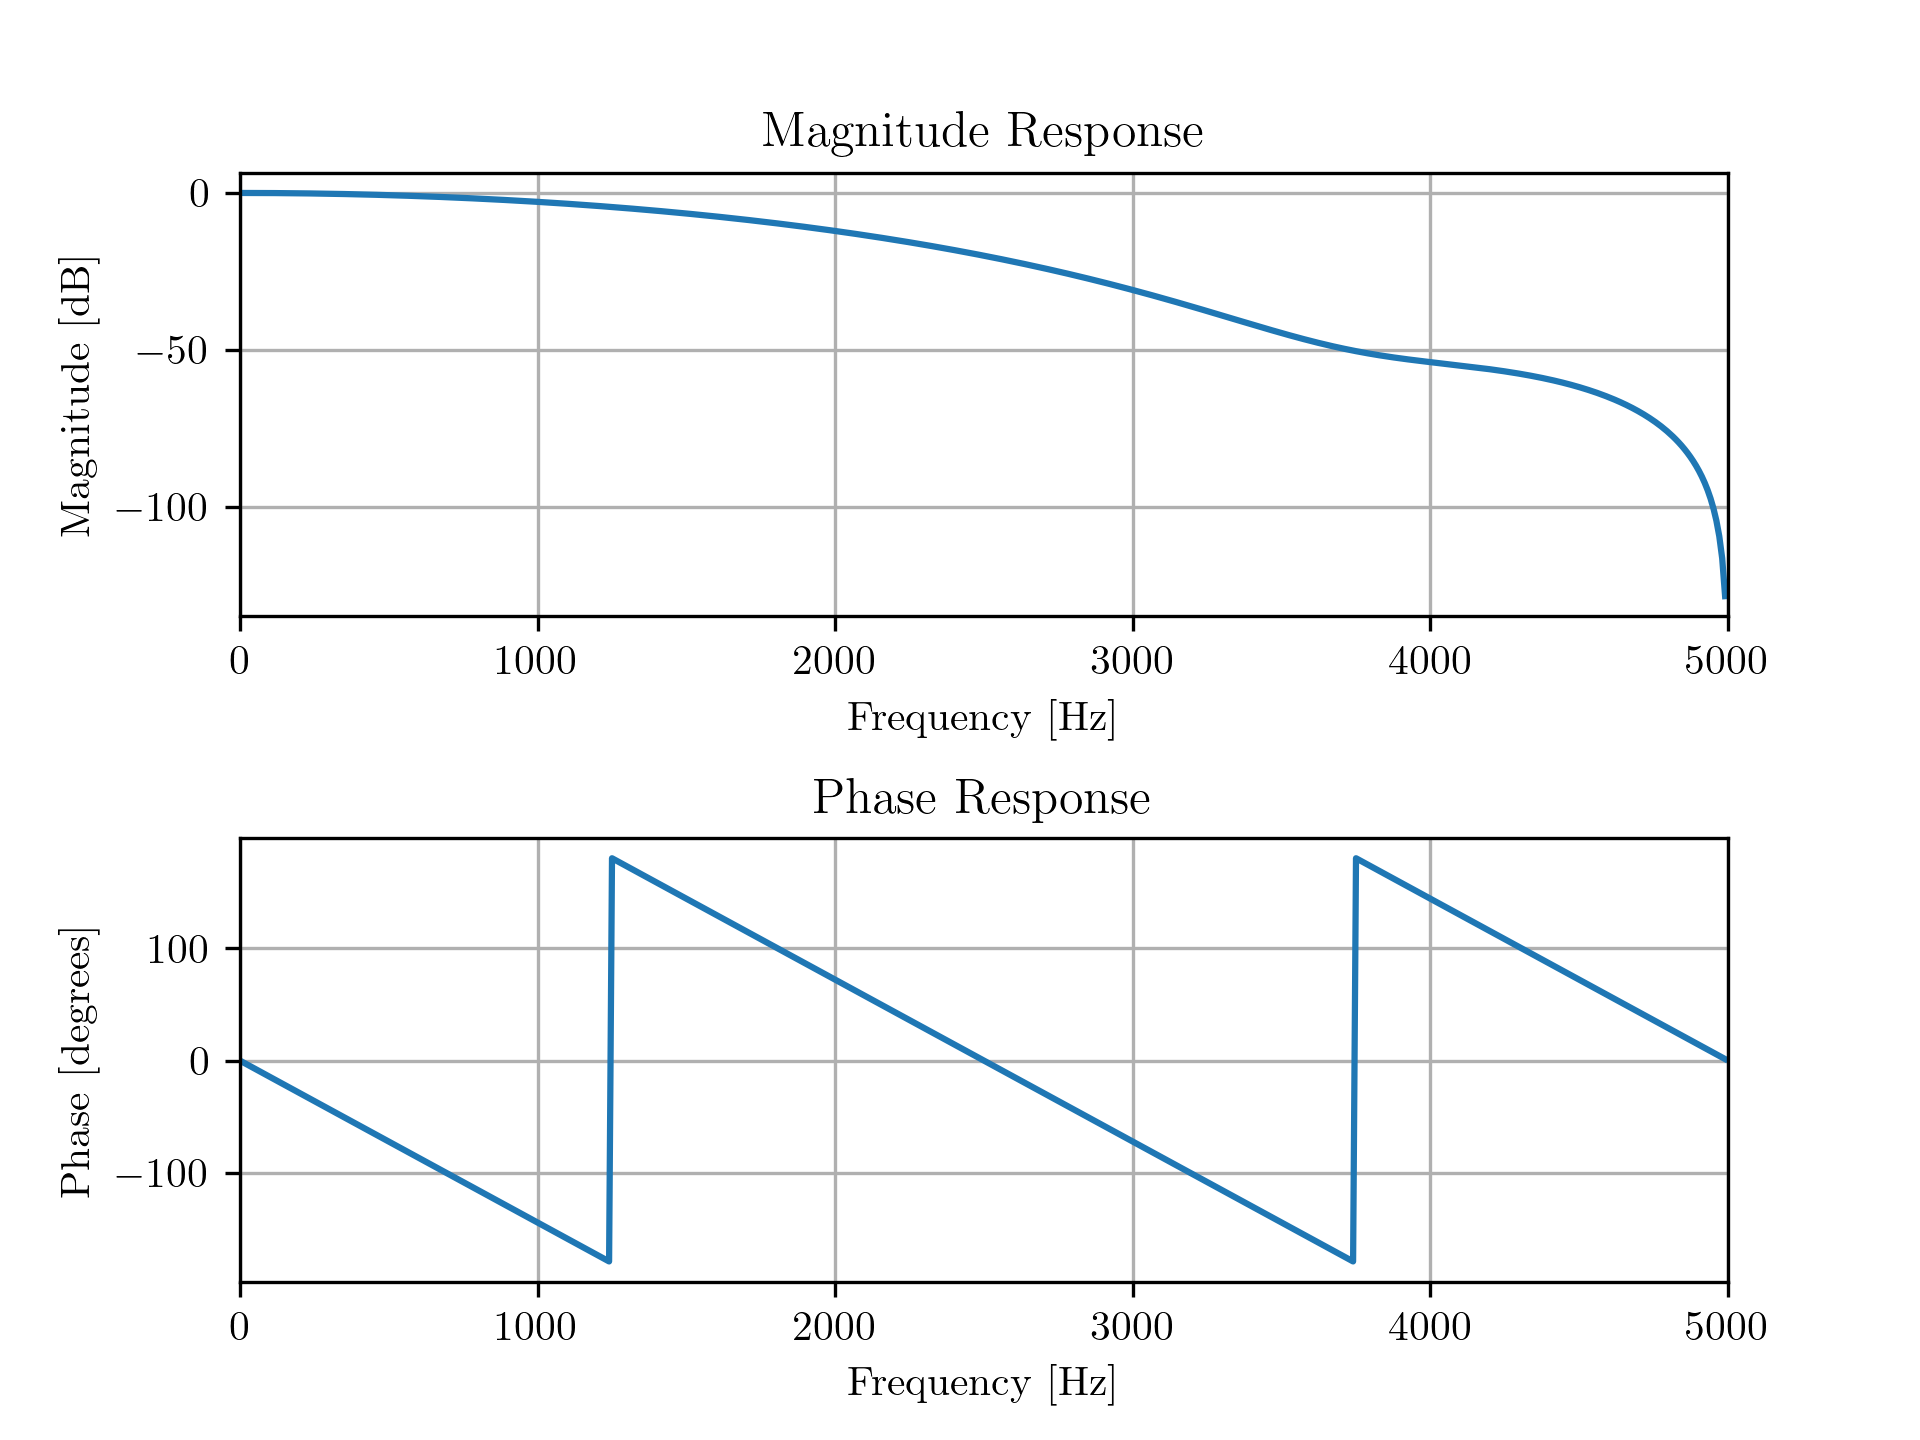 Magnitude Response
0
−50
−100
Magnitude [dB]
0 1000 2000 3000 4000 5000
Frequency [Hz]
Phase Response
100
0
−100
Phase [degrees]
0 1000 2000 3000 4000 5000
Frequency [Hz]